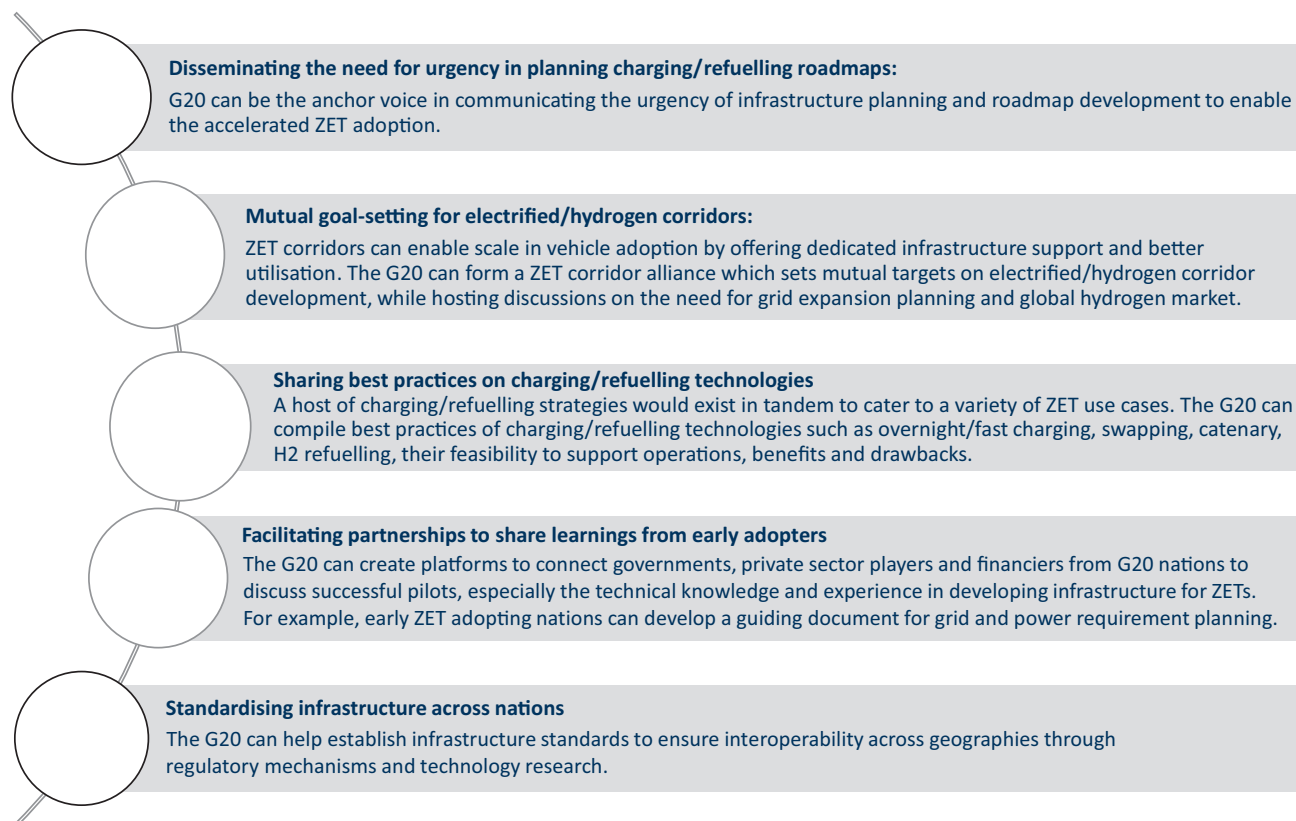 Disseminating the need for urgency in planning charging/refuelling roadmaps:
G20 can be the anchor voice in communicating the urgency of infrastructure planning and roadmap development to enable
the accelerated ZET adoption.
Mutual goal-setting for electrified/hydrogen corridors:
ZET corridors can enable scale in vehicle adoption by offering dedicated infrastructure support and better
utilisation. The G20 can form a ZET corridor alliance which sets mutual targets on electrified/hydrogen corridor
development, while hosting discussions on the need for grid expansion planning and global hydrogen market.
Sharing best practices on charging/refuelling technologies
A host of charging/refuelling strategies would exist in tandem to cater to a variety of ZET use cases. The G20 can
compile best practices of charging/refuelling technologies such as overnight/fast charging, swapping, catenary,
H2 refuelling, their feasibility to support operations, benefits and drawbacks.
Facilitating partnerships to share learnings from early adopters
The G20 can create platforms to connect governments, private sector players and financiers from G20 nations to
discuss successful pilots, especially the technical knowledge and experience in developing infrastructure for ZETs.
For example, early ZET adopting nations can develop a guiding document for grid and power requirement planning.
Standardising infrastructure across nations
The G20 can help establish infrastructure standards to ensure interoperability across geographies through
regulatory mechanisms and technology research.